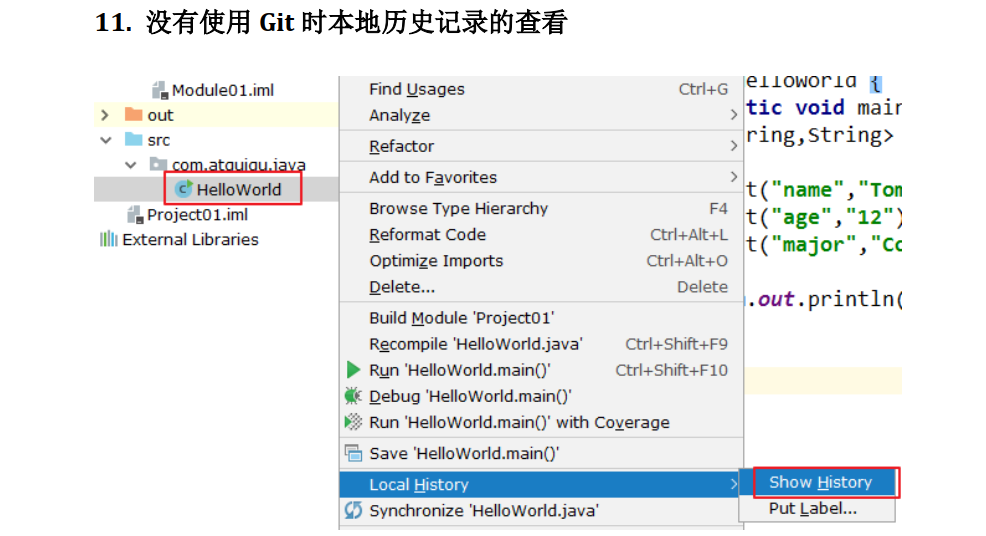 11. 没有使用 Git 时本地历史记录的查看
Module01.iml
out
src
com.atguigu.java
HelloWorld
Project01.iml
External Libraries
Find Usages Ctrl+G
Analyze
Refactor
Add to Favorites
Browse Type Hierarchy F4
Reformat Code Ctrl+Alt+L
Optimize Imports Ctrl+Alt+O
Delete... Delete
Build Module 'Project01'
Recompile 'HelloWorld.java' Ctrl+Shift+F9
Run 'HelloWorld.main()' Ctrl+Shift+F10
Debug 'HelloWorld.main()'
Run 'HelloWorld.main()' with Coverage
Save 'HelloWorld.main()'
Local History
Synchronize 'HelloWorld.java'
Show History
Put Label...
elloworld {
tic void main
ring,String>
t("name","Tom
t("age","12")
t("major","Co
.out.println(